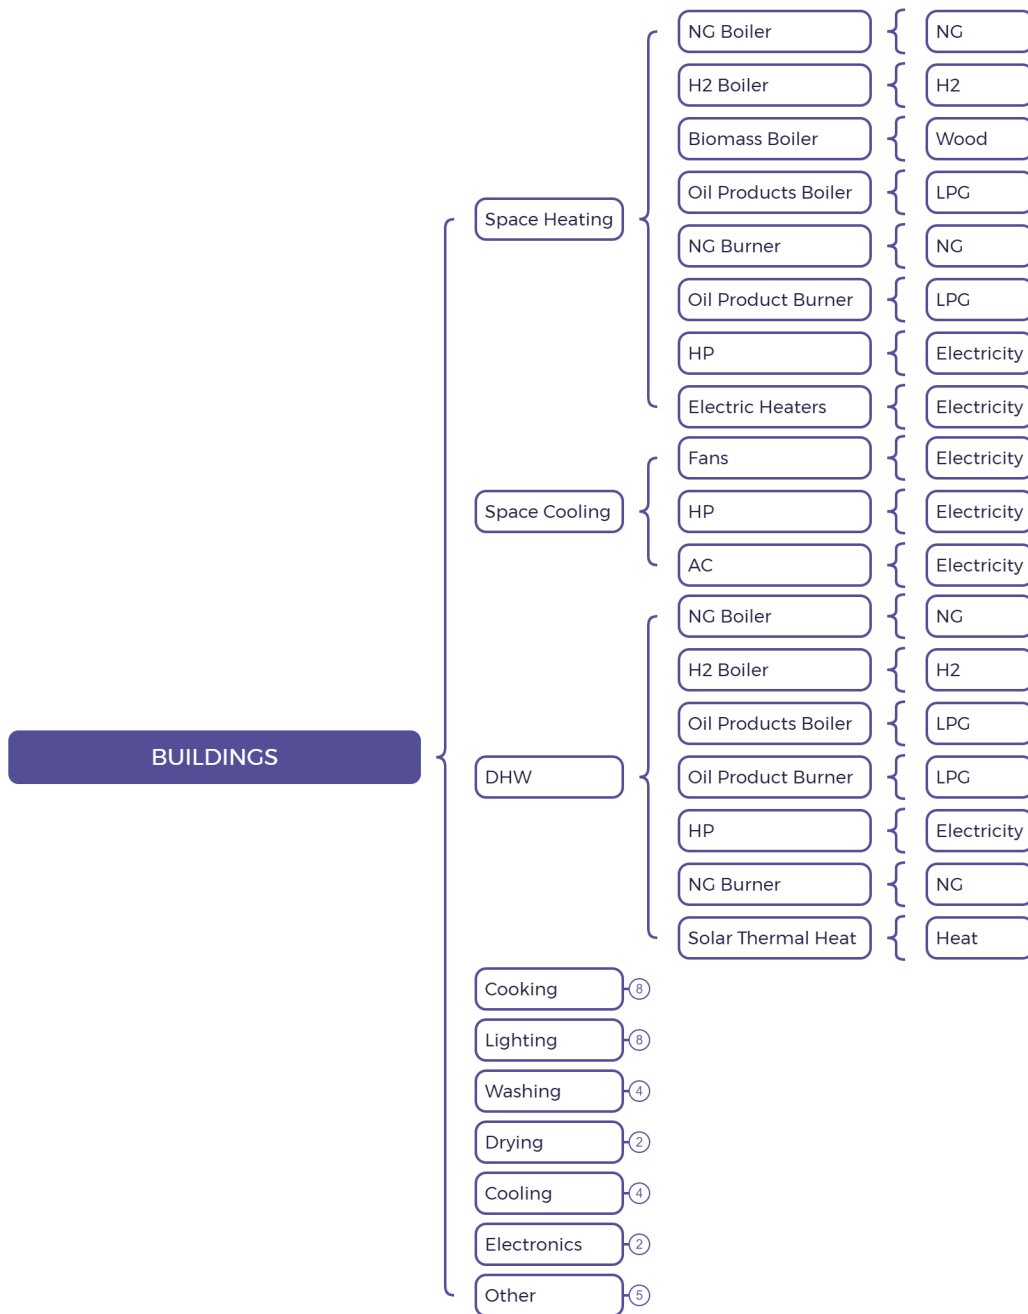 BUILDINGS
Space Heating
NG Boiler
NG
H2 Boiler
H2
Biomass Boiler
Wood
Oil Products Boiler
LPG
NG Burner
NG
Oil Product Burner
LPG
HP
Electricity
Electric Heaters
Electricity
Space Cooling
Fans
Electricity
HP
Electricity
AC
Electricity
DHW
NG Boiler
NG
H2 Boiler
H2
Oil Products Boiler
LPG
Oil Product Burner
LPG
HP
Electricity
NG Burner
NG
Solar Thermal Heat
Heat
Cooking
8
Lighting
8
Washing
4
Drying
2
Cooling
4
Electronics
2
Other
5